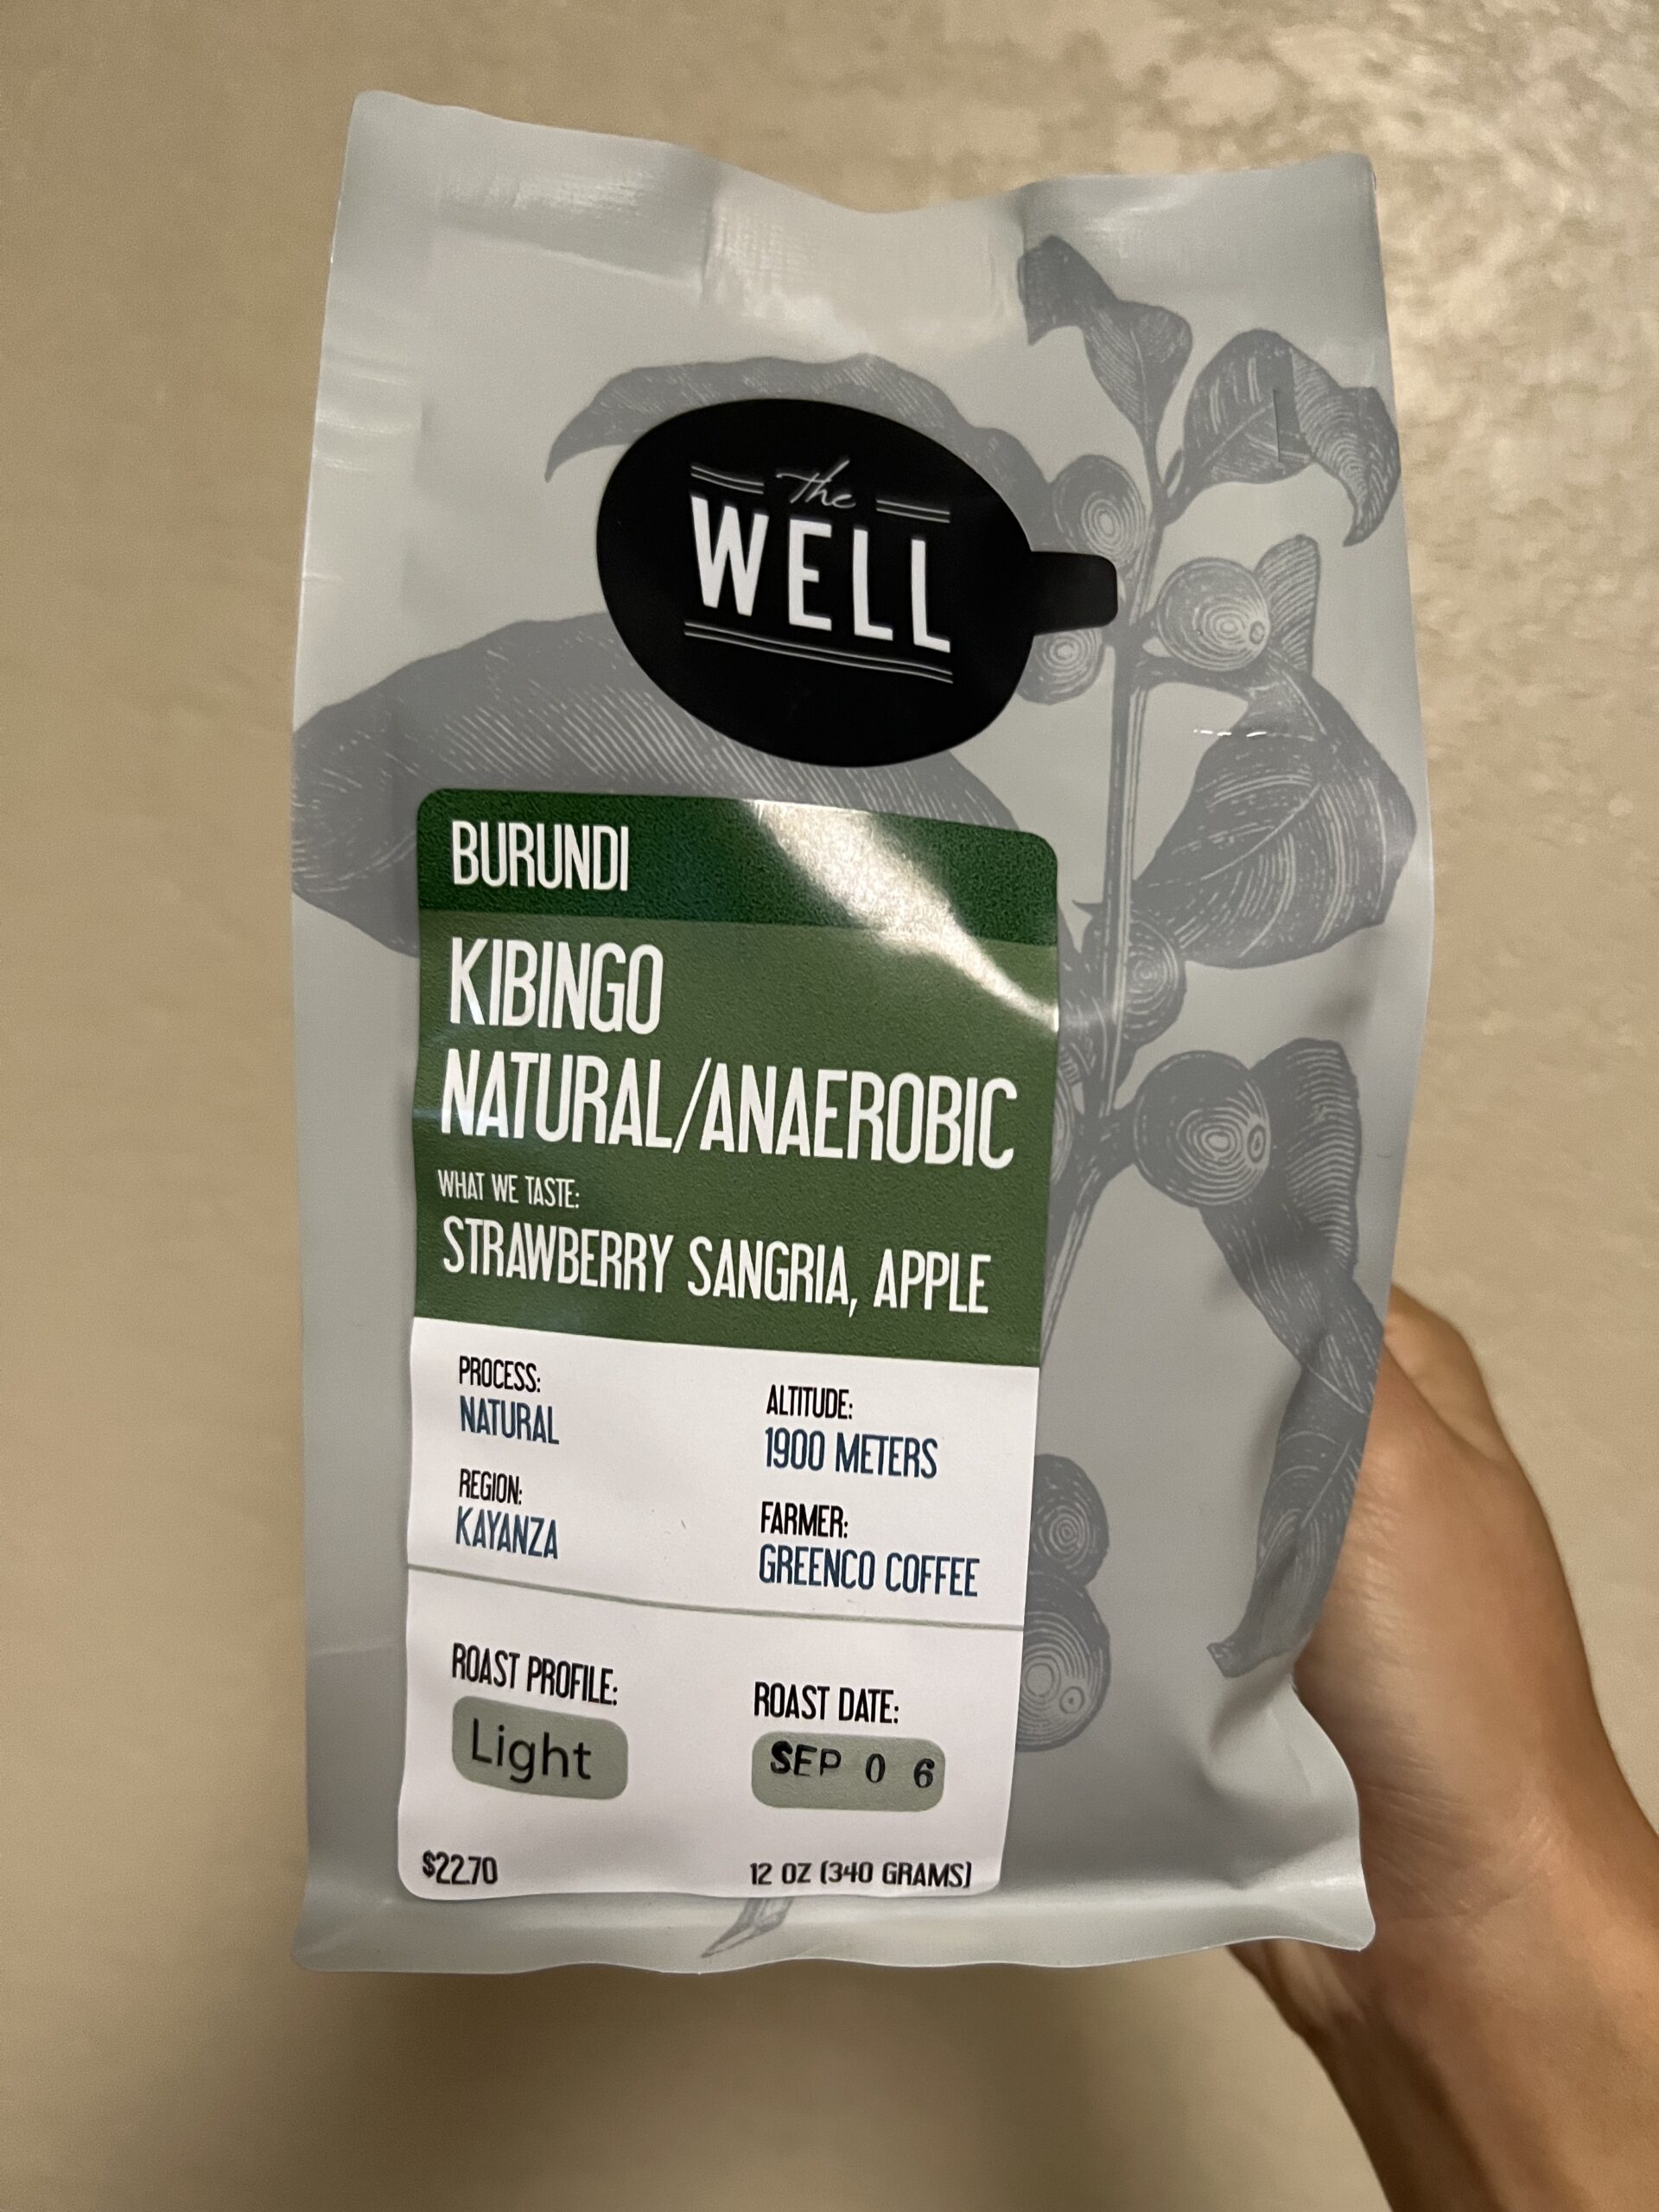 the
WELL
BURUNDI
KIBINGO
NATURAL/ANAEROBIC
WHAT WE TASTE:
STRAWBERRY SANGRIA, APPLE
PROCESS:
NATURAL
ALTITUDE:
1900 METERS
REGION:
KAYANZA
FARMER:
GREENCO COFFEE
ROAST PROFILE:
Light
ROAST DATE:
SEP 0 6
$22.70
12 OZ (340 GRAMS)